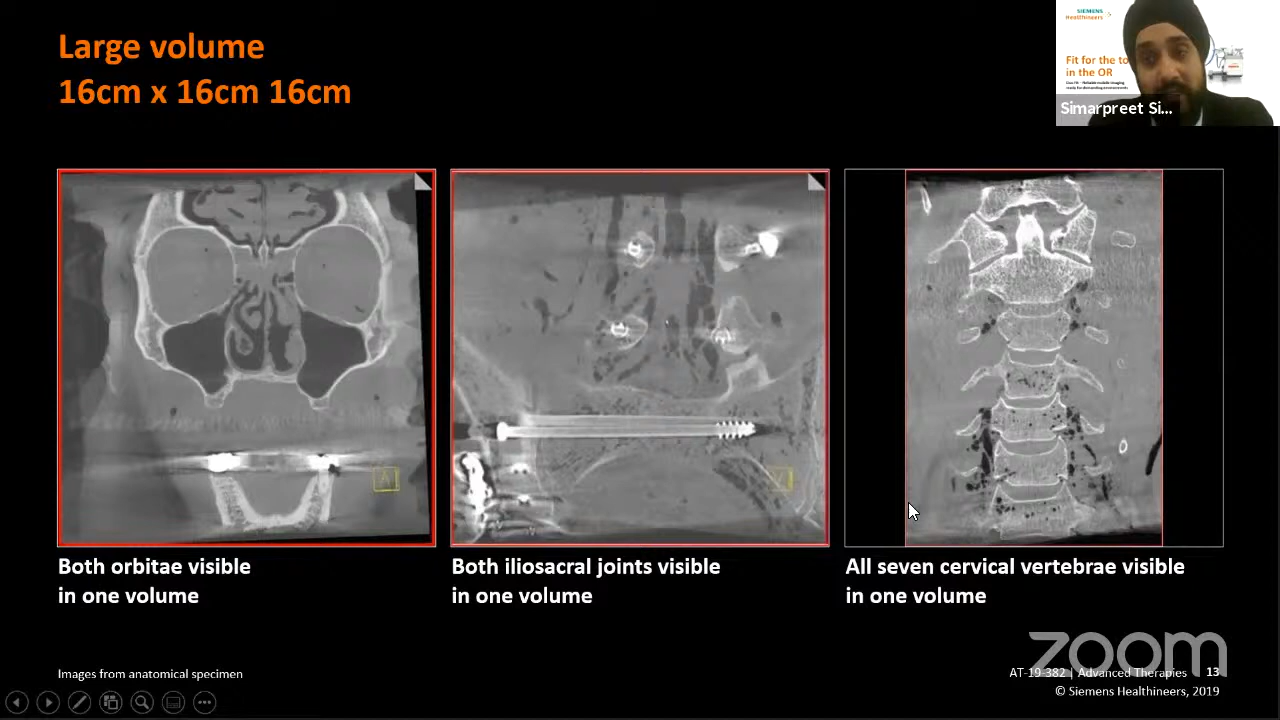 Large volume
16cm x 16cm 16cm
SIEMENS
Healthineers
Fit for the to
in the OR
Simarpreet Si...
A
Both orbitae visible
in one volume
Both iliosacral joints visible
in one volume
All seven cervical vertebrae visible
in one volume
zoom
Images from anatomical specimen
AT-19-382 | Advanced Therapies 13
© Siemens Healthineers, 2019